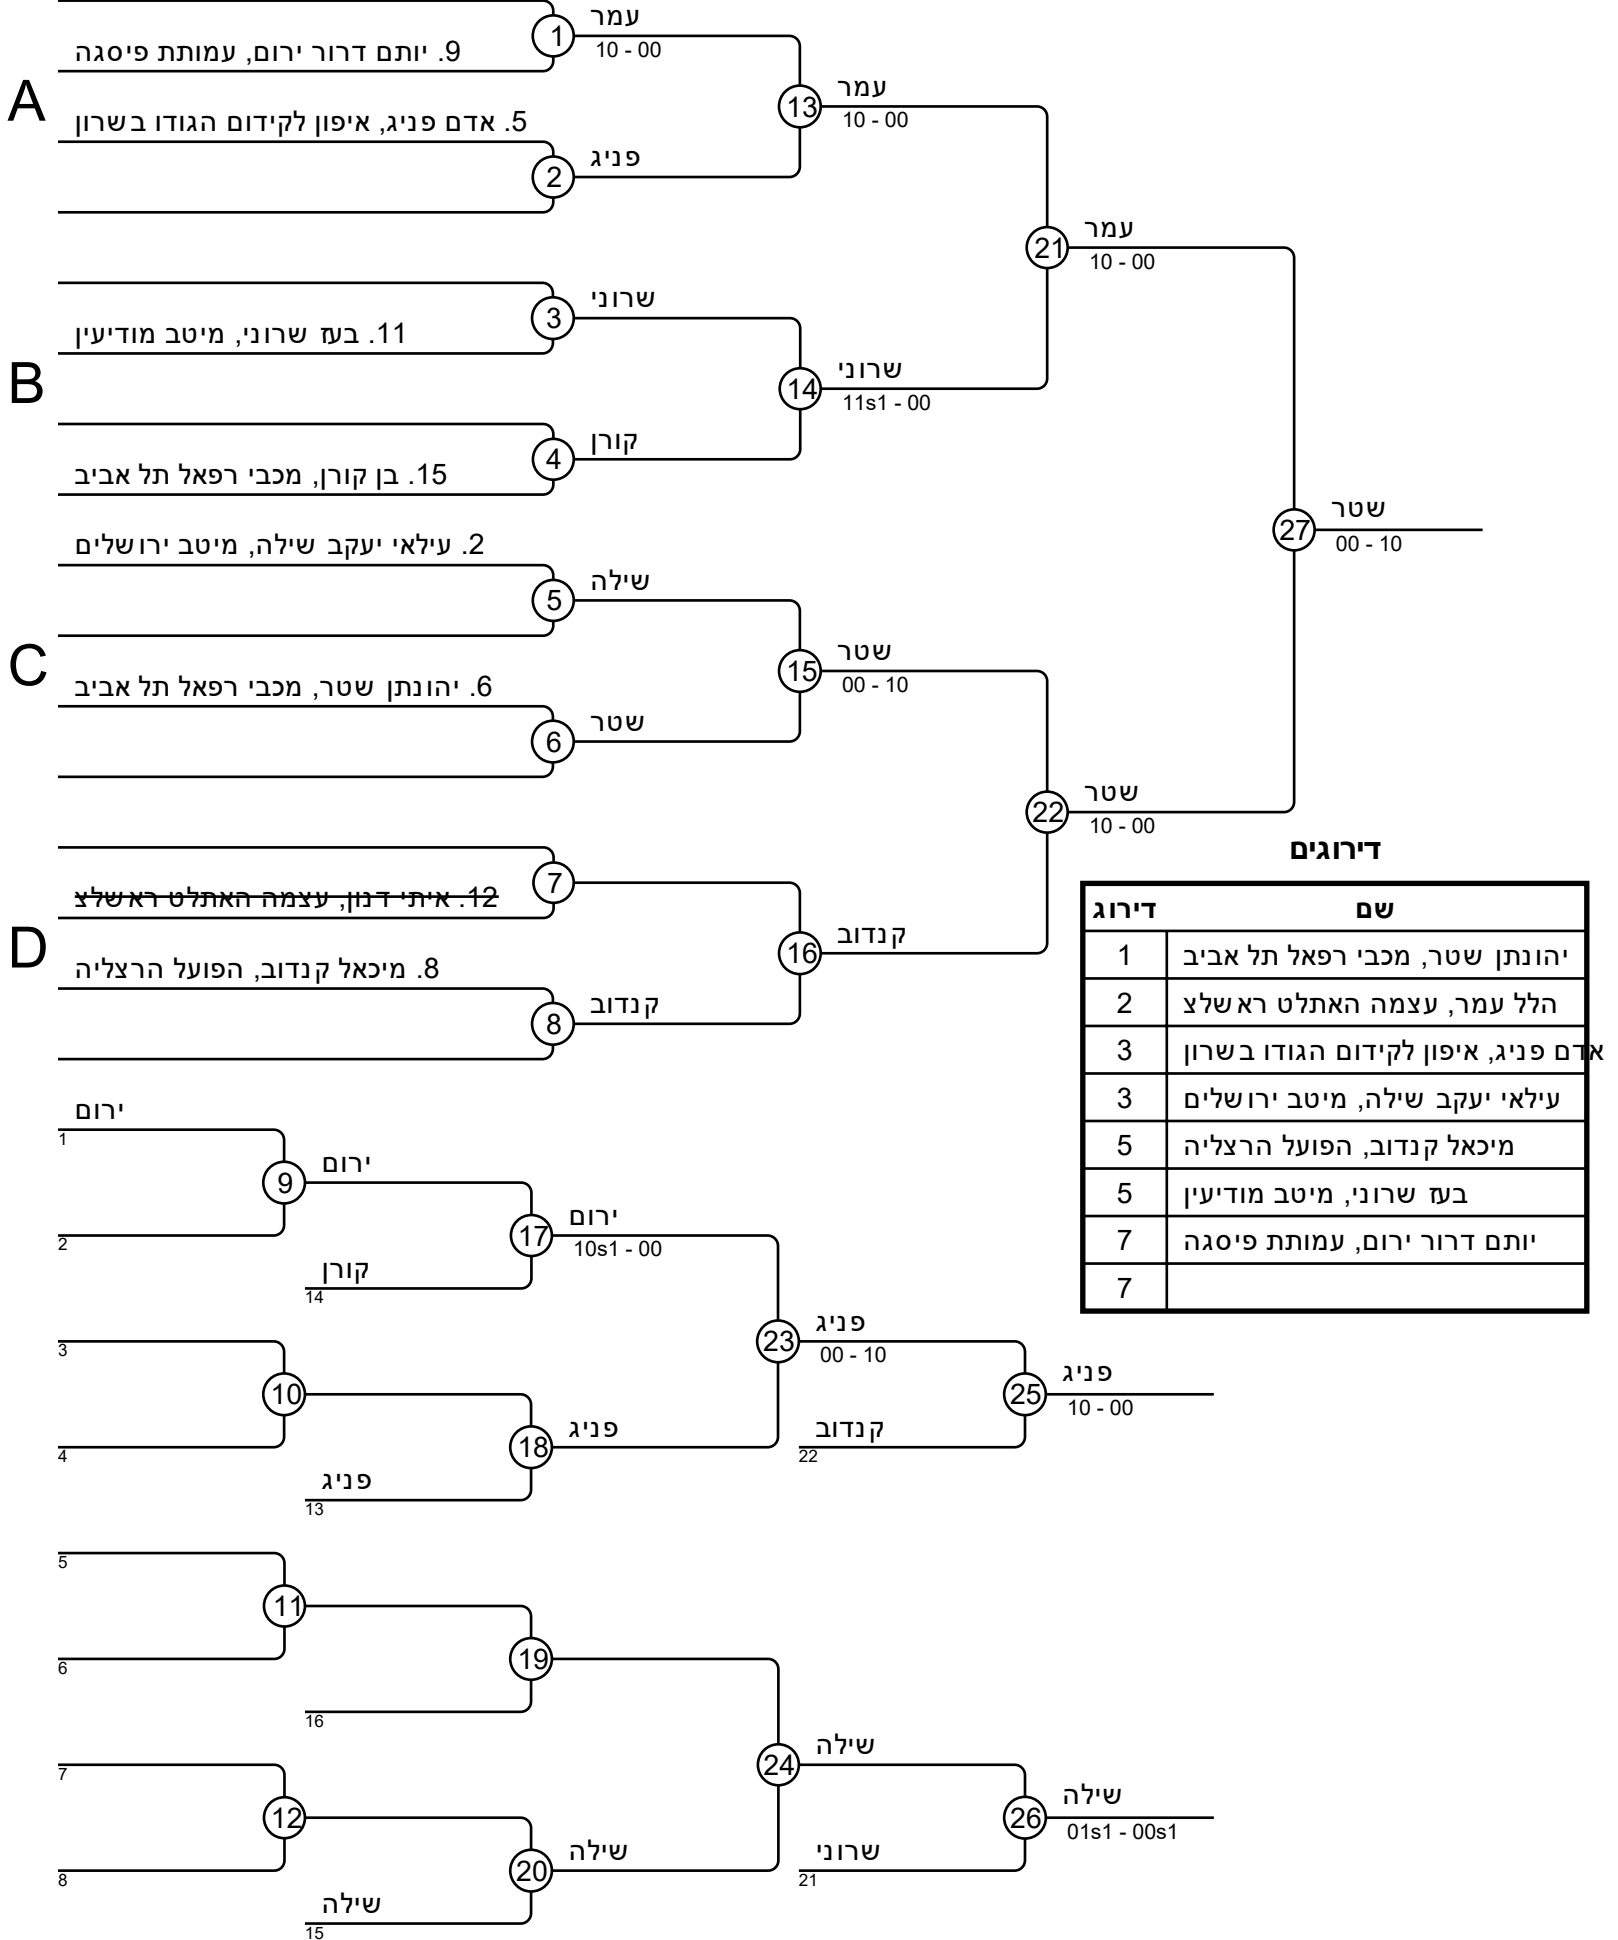 עמר
1
10 - 00
9. יותם דרור ירום, עמותת פיסגה
A
עמר
13
10 - 00
5. אדם פניג, איפון לקידום הגודו בשרון
פניג
2
עמר
21
10 - 00
שרוני
3
11. בעז שרוני, מיטב מודיעין
B
שרוני
14
11s1 - 00
קורן
4
15. בן קורן, מכבי רפאל תל אביב
שטר
27
00 - 10
2. עילאי יעקב שילה, מיטב ירושלים
שילה
5
C
שטר
15
00 - 10
6. יהונתן שטר, מכבי רפאל תל אביב
שטר
6
שטר
22
10 - 00
7
12. איתי דנון, עצמה האתלט ראשלצ
D
קנדוב
16
8. מיכאל קנדוב, הפועל הרצליה
קנדוב
8
דירוגים
דירוג שם
1 יהונתן שטר, מכבי רפאל תל אביב
2 הלל עמר, עצמה האתלט ראשלצ
3 אדם פניג, איפון לקידום הגודו בשרון
3 עילאי יעקב שילה, מיטב ירושלים
5 מיכאל קנדוב, הפועל הרצליה
5 בעז שרוני, מיטב מודיעין
7 יותם דרור ירום, עמותת פיסגה
7
ירום
1
ירום
9
2
ירום
17
10s1 - 00
קורן
14
3
פניג
23
00 - 10
10
4
פניג
18
פניג
13
פניג
25
10 - 00
קנדוב
22
5
11
6
19
16
7
שילה
24
12
8
שילה
20
שילה
15
שילה
26
01s1 - 00s1
שרוני
21